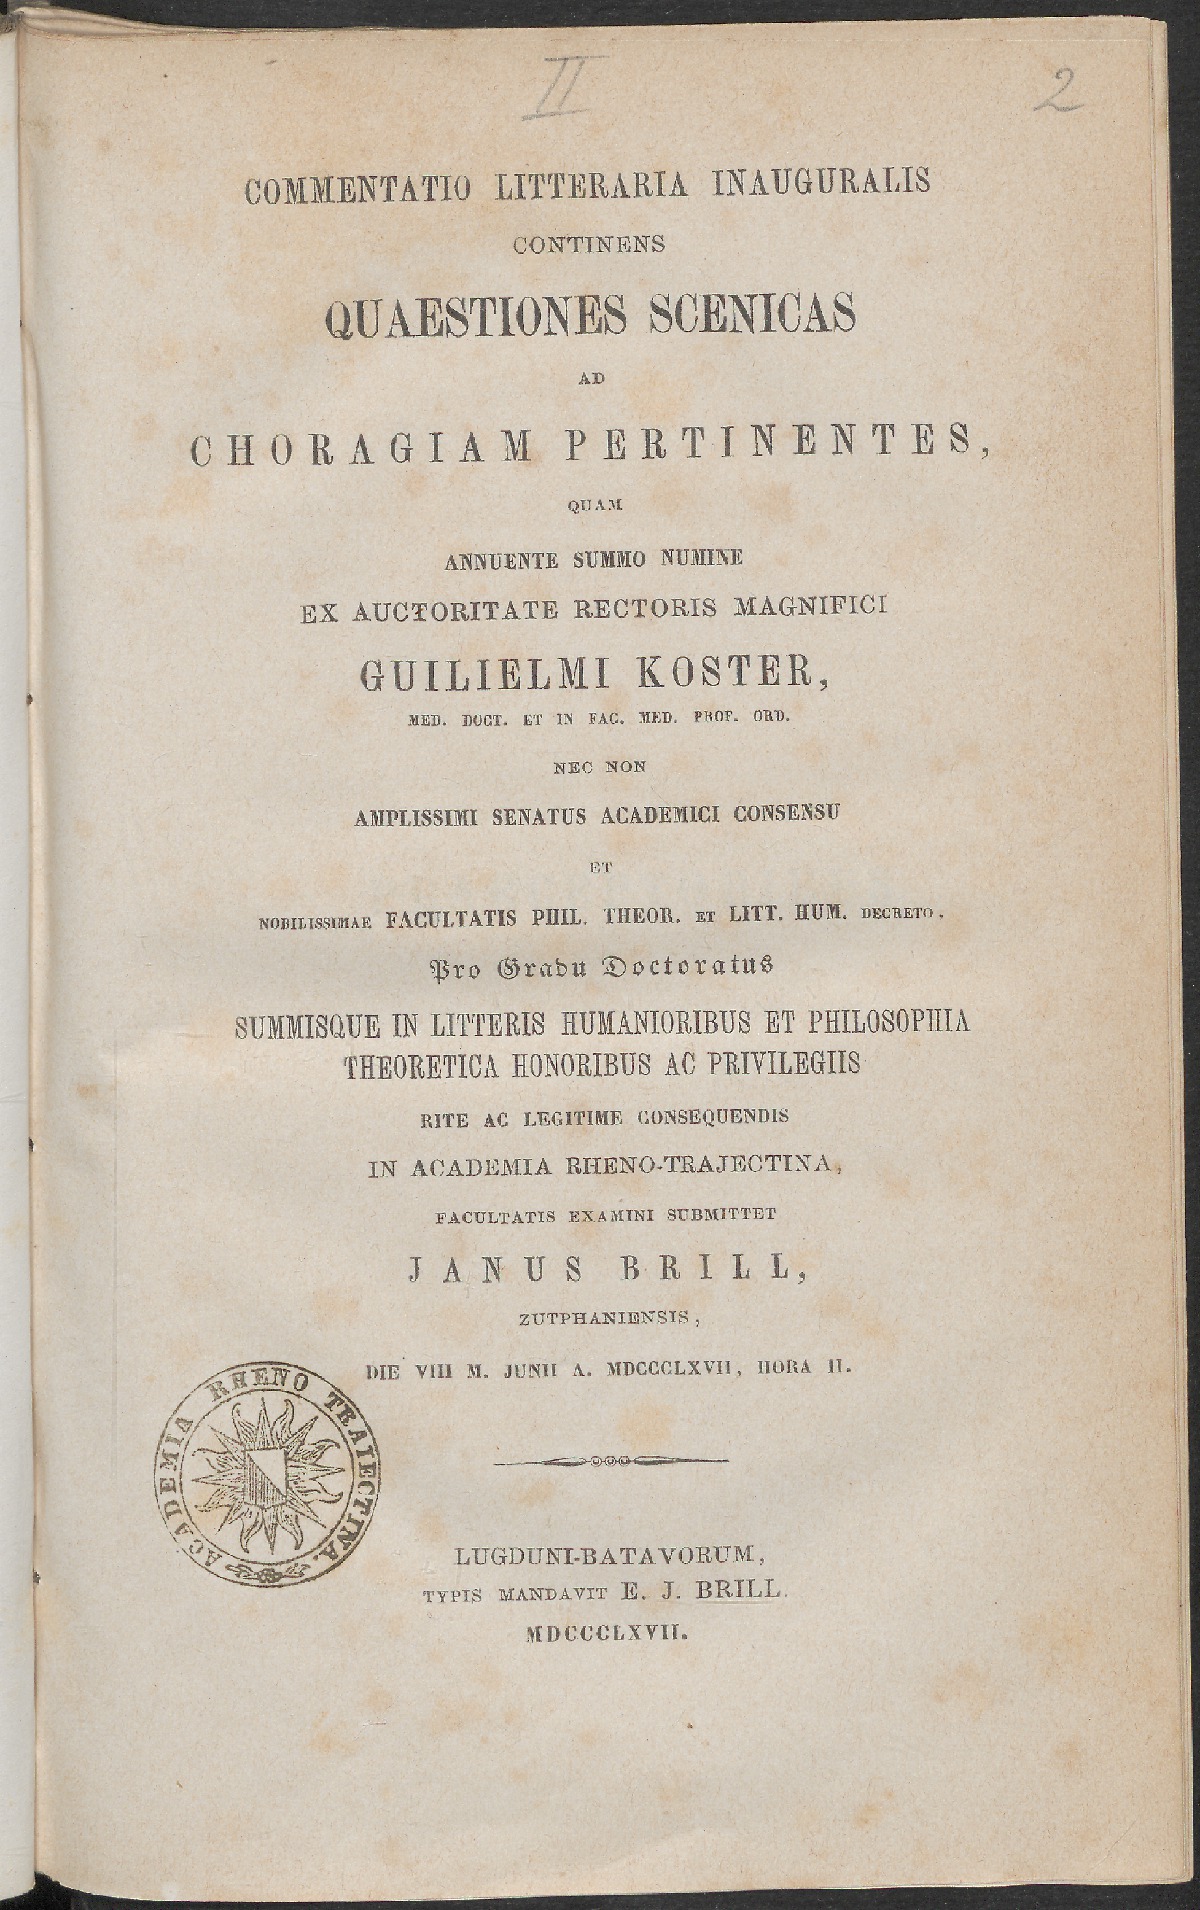 II
2
COMMENTATIO LITTERARIA INAUGURALIS
CONTINENS
QUAESTIONES SCENICAS
AD
CHORAGIAM PERTINENTES,
QUAM
ANNUENTE SUMMO NUMINE
EX AUCTORITATE RECTORIS MAGNIFICI
GUILIELMI KOSTER,
MED. DOCT. ET IN FAC. MED. PROF. ORD.
NEC NON
AMPLISSIMI SENATUS ACADEMICI CONSENSU
ET
NOBILISSIMAE FACULTATIS PHIL. THEOR. ET LITT. HUM. DECRETO,
Pro Gradu Doctoratus
SUMMISQUE IN LITTERIS HUMANIORIBUS ET PHILOSOPHIA
THEORETICA HONORIBUS AC PRIVILEGIIS
RITE AC LEGITIME CONSEQUENDIS
IN ACADEMIA RHENO-TRAJECTINA,
FACULTATIS EXAMINI SUBMITTET
JANUS BRILL,
ZUTPHANIENSIS,
DIE VIII M. JUNII A. MDCCCLXVII, HORA II.
ACADEMIA RHENO TRAIECTINA.
LUGDUNI-BATAVORUM,
TYPIS MANDAVIT E. J. BRILL.
MDCCCLXVII.